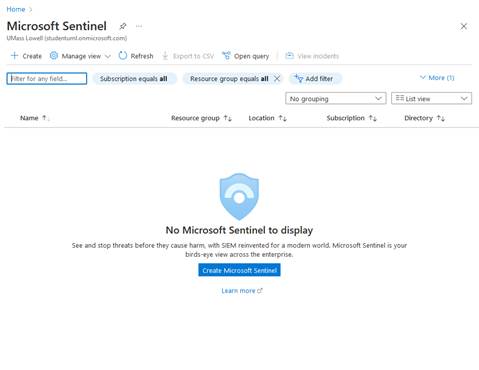 Home
Microsoft Sentinel
UMass Lowell (studentuml.onmicrosoft.com)
Create Manage view Refresh Export to CSV Open query View incidents
Filter for any field... Subscription equals all Resource group equals all Add filter More (1)
No grouping List view
Name Resource group Location Subscription Directory
No Microsoft Sentinel to display
See and stop threats before they cause harm, with SIEM reinvented for a modern world. Microsoft Sentinel is your
birds-eye view across the enterprise.
Create Microsoft Sentinel
Learn more